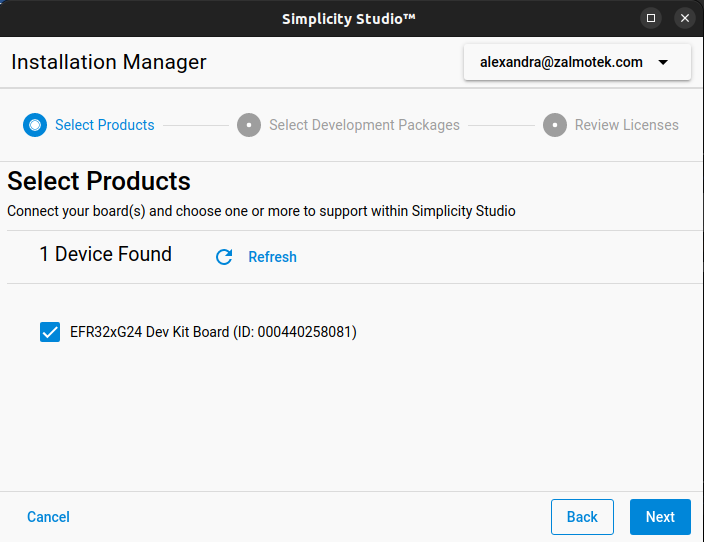 Simplicity Studio™
Installation Manager
alexandra@zalmotek.com
Select Products
Select Development Packages
Review Licenses
Select Products
Connect your board(s) and choose one or more to support within Simplicity Studio
1 Device Found
Refresh
EFR32xG24 Dev Kit Board (ID: 000440258081)
Cancel
Back
Next